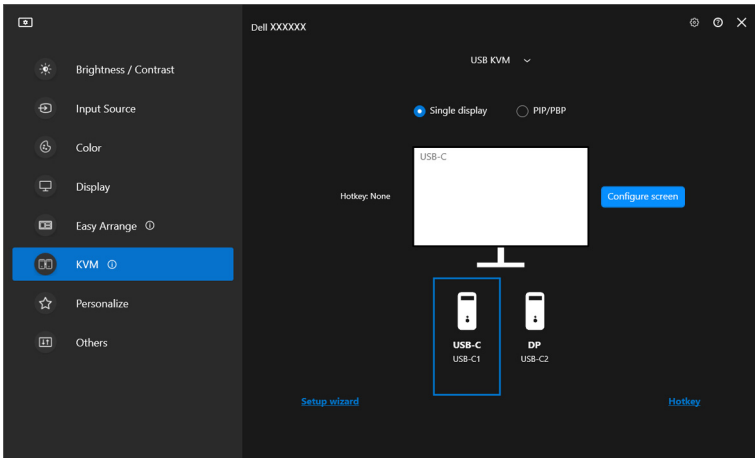 Dell XXXXXX
Brightness / Contrast
Input Source
Color
Display
Easy Arrange
KVM
Personalize
Others
USB KVM
Single display
PIP/PBP
USB-C
Hotkey: None
Configure screen
USB-C
USB-C1
DP
USB-C2
Setup wizard
Hotkey